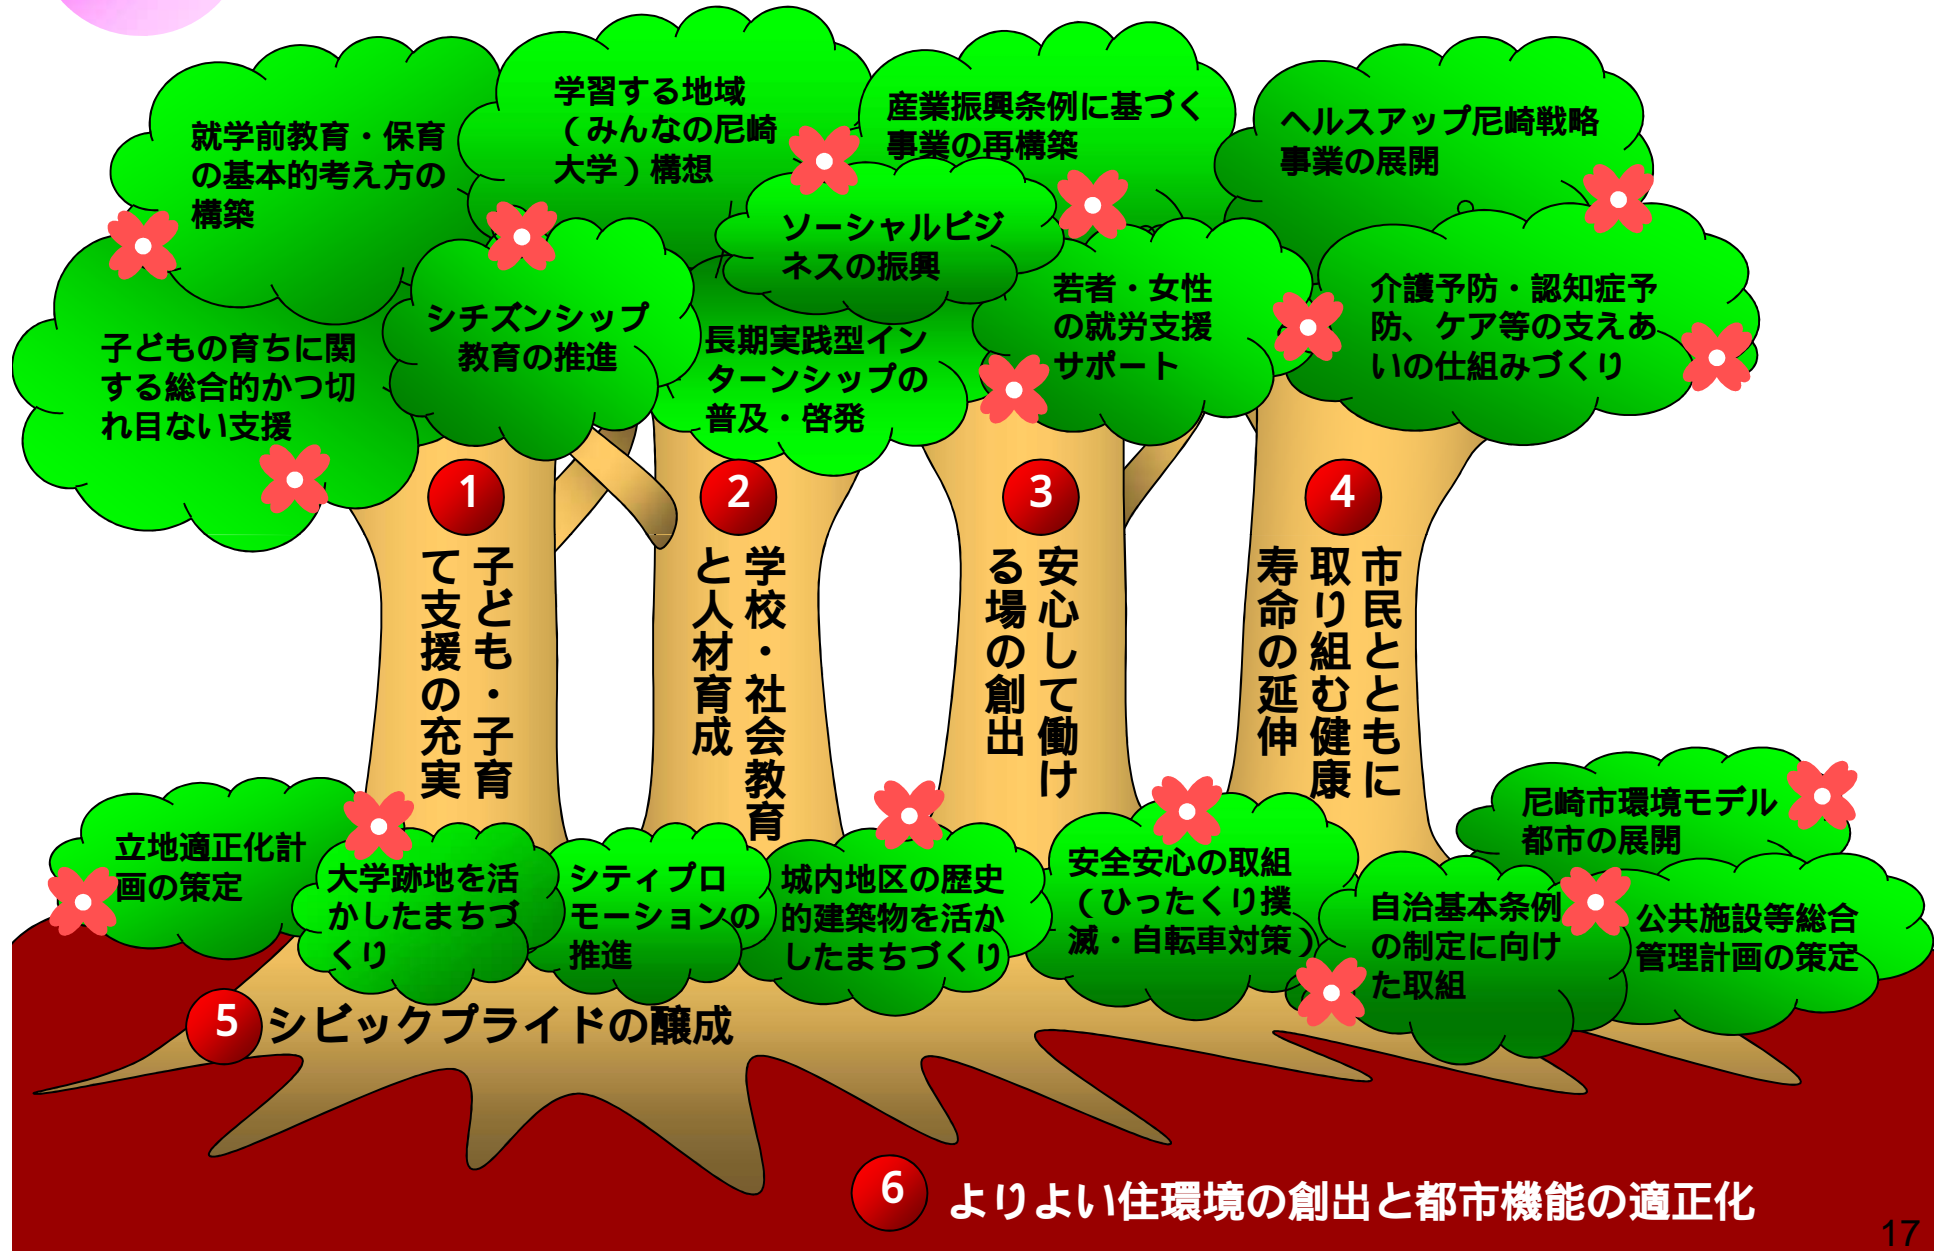 就学前教育・保育
の基本的考え方の
構築
学習する地域
(みんなの尼崎
大学)構想
産業振興条例に基づく
事業の再構築
ヘルスアップ尼崎戦略
事業の展開
子どもの育ちに関
する総合的かつ切
れ目ない支援
シチズンシップ
教育の推進
ソーシャルビジ
ネスの振興
長期実践型イン
ターンシップの
普及・啓発
若者・女性
の就労支援
サポート
介護予防・認知症予
防、ケア等の支えあ
いの仕組みづくり
1
子ども・子育
て支援の充実
2
学校・社会教育
と人材育成
3
安心して働け
る場の創出
4
市民とともに
取り組む健康
寿命の延伸
立地適正化計
画の策定
大学跡地を活
かしたまちづ
くり
シティプロ
モーションの
推進
城内地区の歴史
的建築物を活か
したまちづくり
安全安心の取組
(ひったくり撲
滅・自転車対策)
自治基本条例
の制定に向け
た取組
尼崎市環境モデル
都市の展開
公共施設等総合
管理計画の策定
5
シビックプライドの醸成
6
よりよい住環境の創出と都市機能の適正化
17